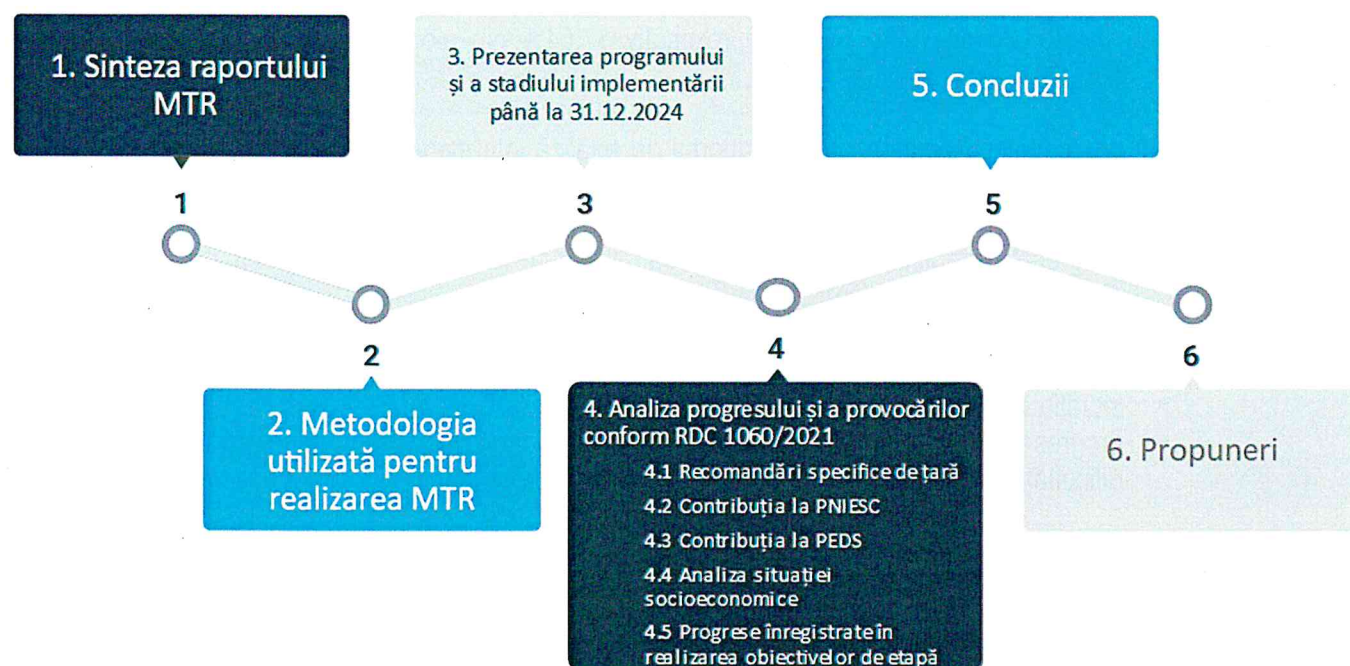 1. Sinteza raportului
MTR
3. Prezentarea programului
și a stadiului implementării
până la 31.12.2024
5. Concluzii
1
3
5
2
4
6
2. Metodologia
utilizată pentru
realizarea MTR
4. Analiza progresului și a provocărilor
conform RDC 1060/2021
4.1 Recomandări specifice de țară
4.2 Contribuția la PNIESC
4.3 Contribuția la PEDS
4.4 Analiza situației
socioeconomice
4.5 Progrese înregistrate în
realizarea obiectivelor de etapă
6. Propuneri